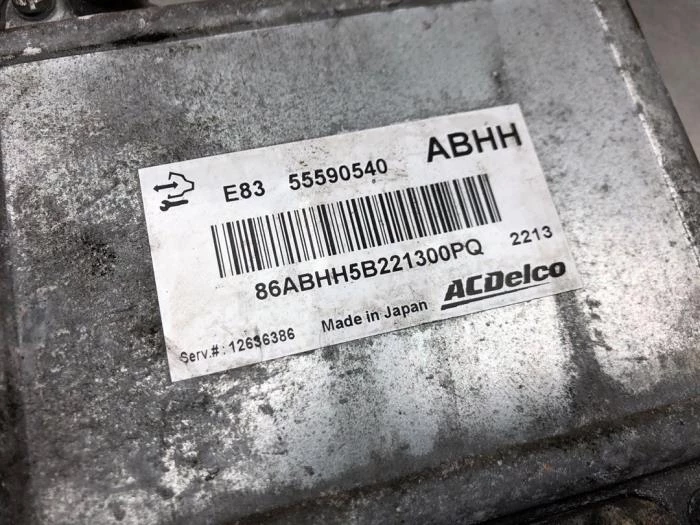 E83 55590540 ABHH
86ABHH5B221300PQ 2213
Serv.#: 12636386 Made in Japan ACDelco